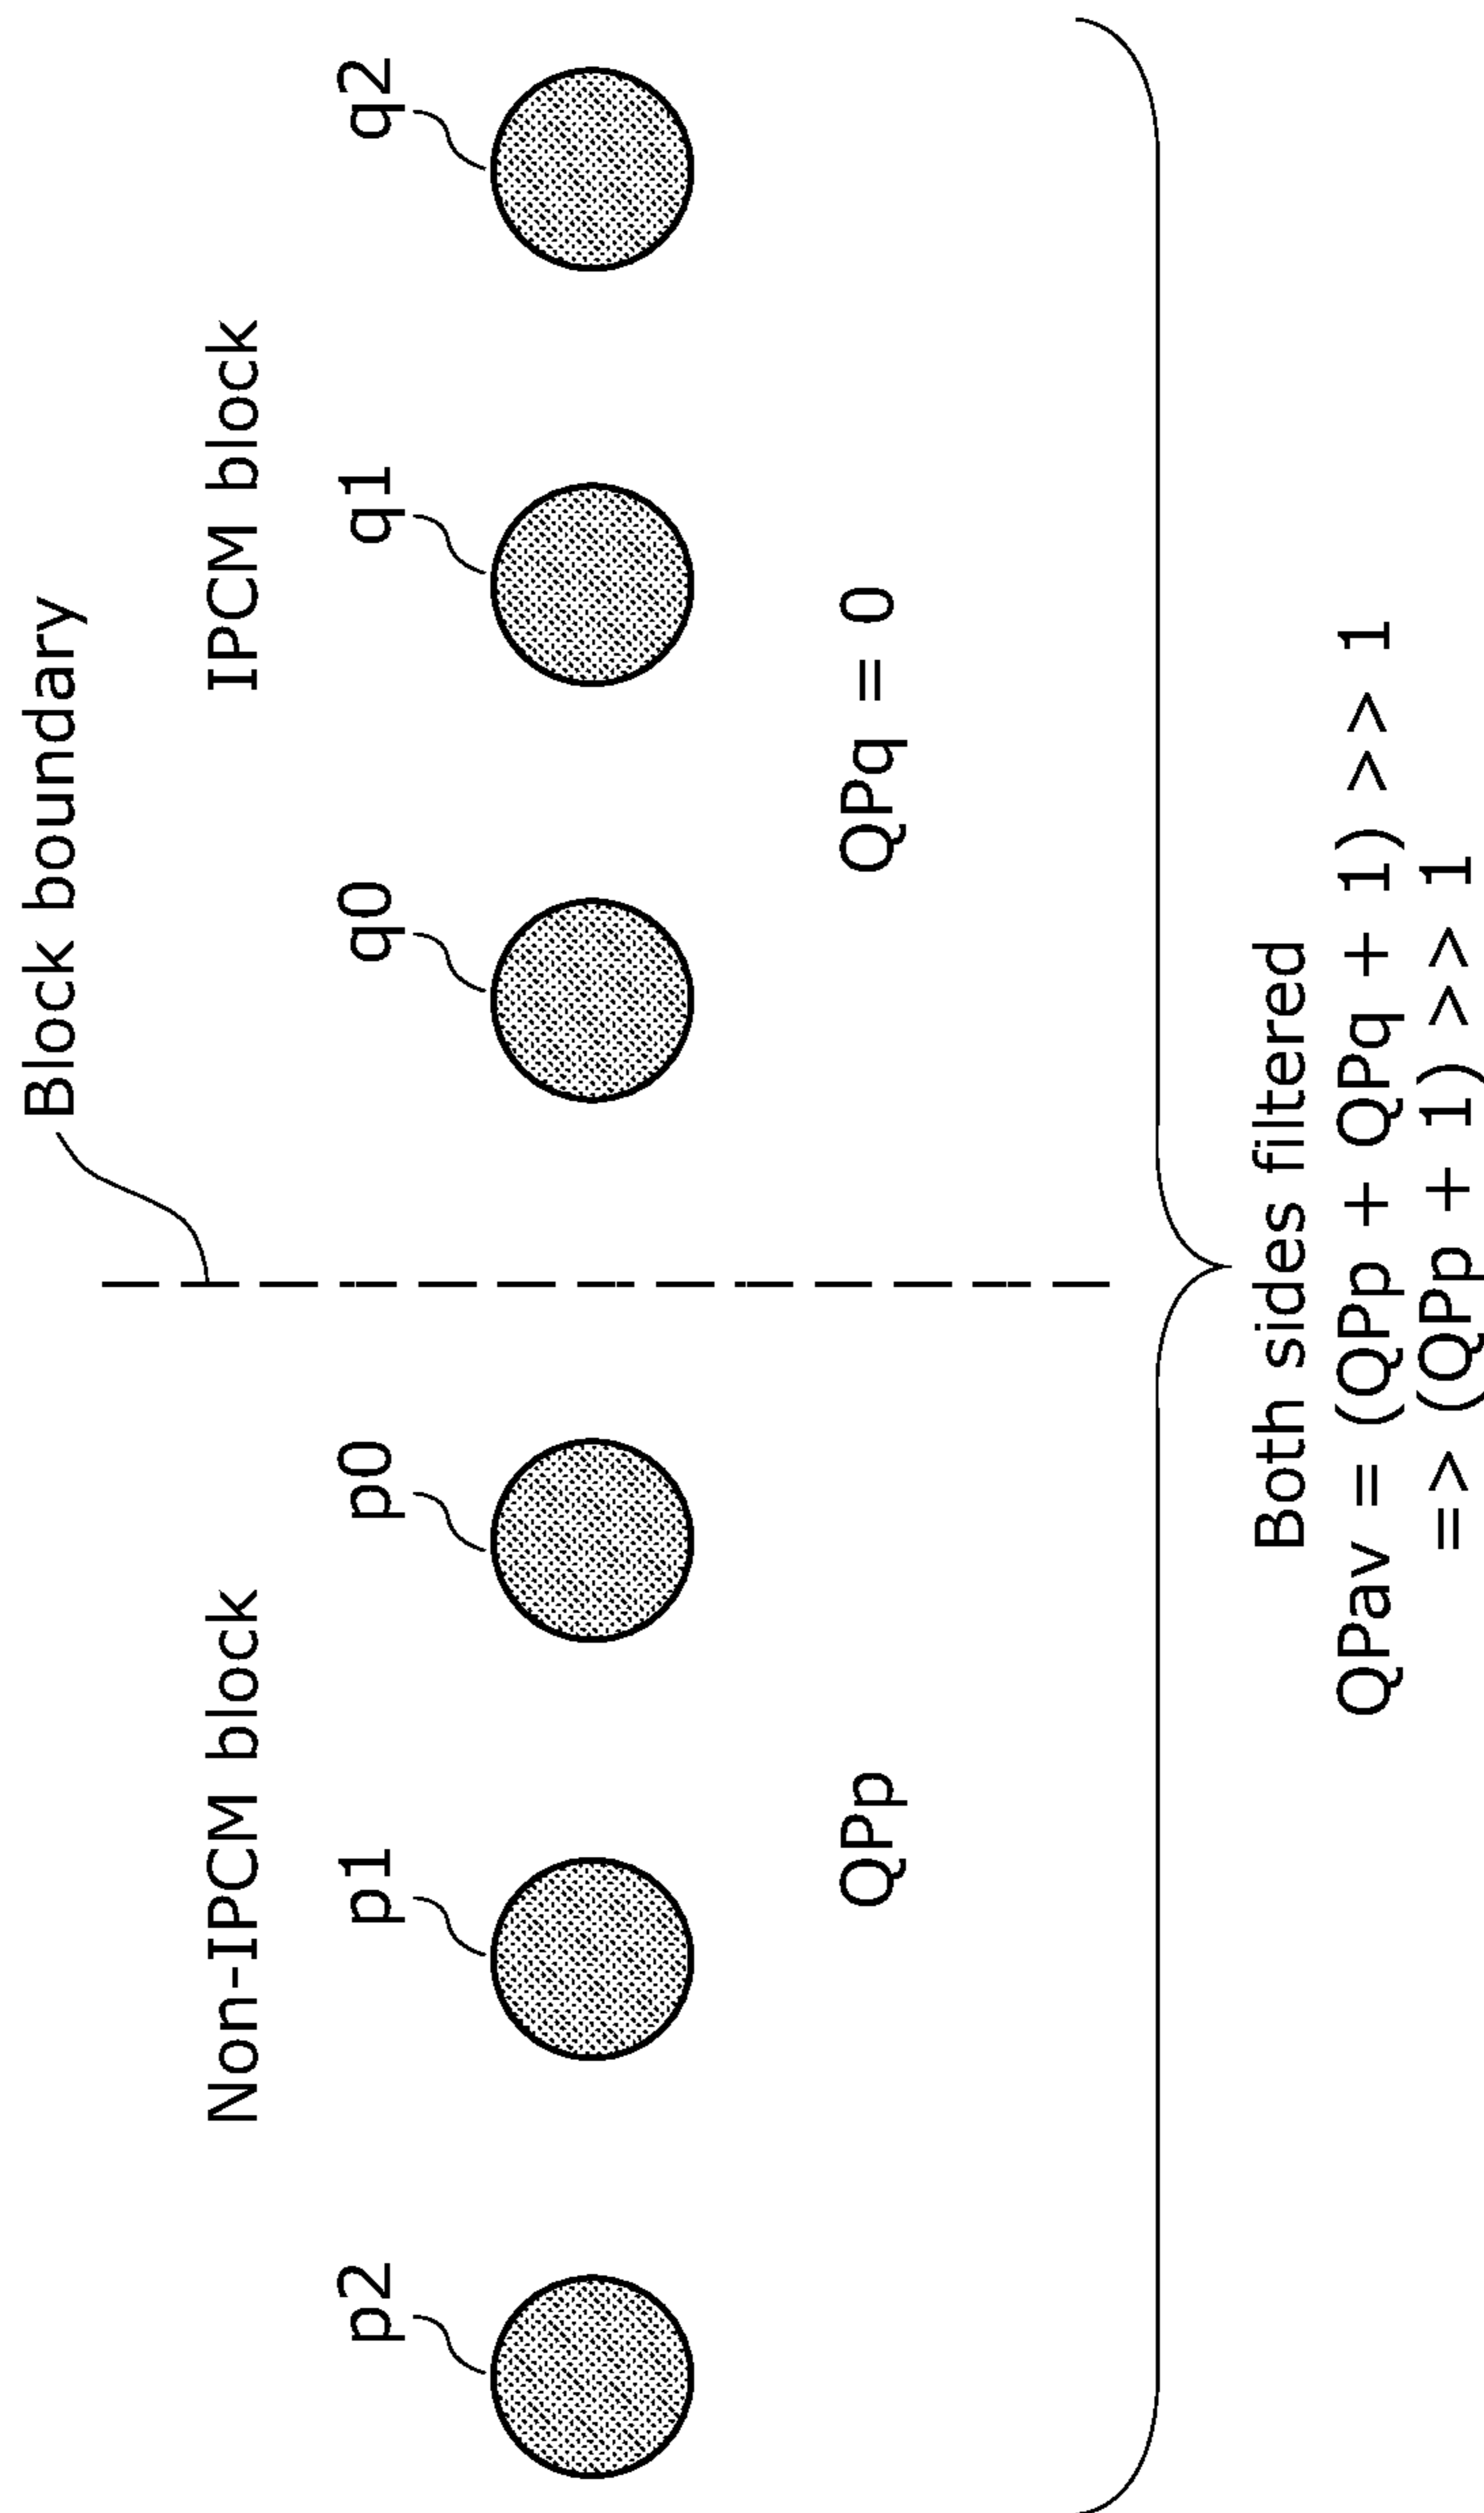 Block boundary
Non-IPCM block
IPCM block
p2
p1
p0
q0
q1
q2
QPp
QPq = 0
Both sides filtered
QPav = (QPp + QPq + 1) >> 1
=> (QPp + 1) >> 1